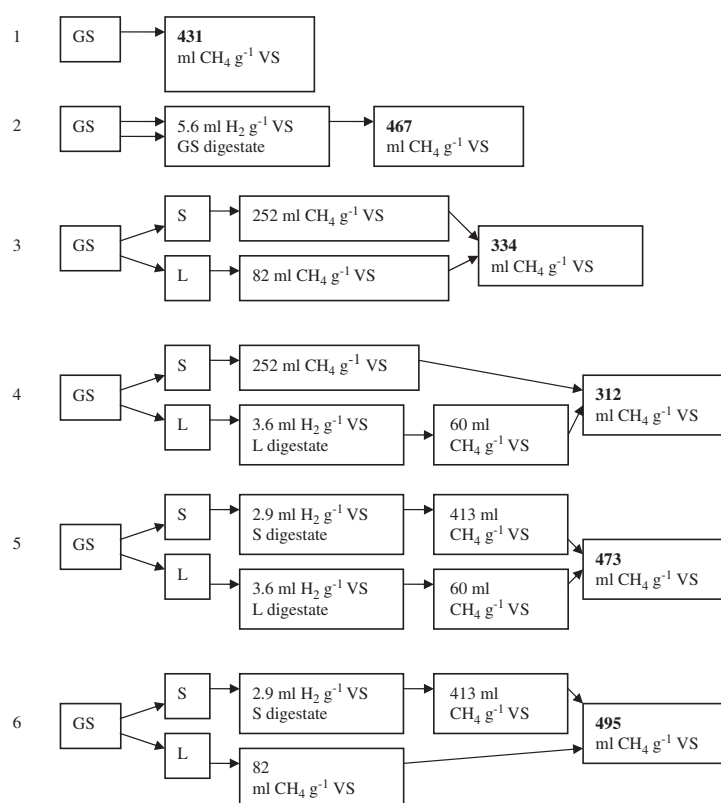 1
GS
431
ml CH₄ g⁻¹ VS
2
GS
5.6 ml H₂ g⁻¹ VS
GS digestate
467
ml CH₄ g⁻¹ VS
3
GS
S
252 ml CH₄ g⁻¹ VS
L
82 ml CH₄ g⁻¹ VS
334
ml CH₄ g⁻¹ VS
4
GS
S
252 ml CH₄ g⁻¹ VS
L
3.6 ml H₂ g⁻¹ VS
L digestate
60 ml
CH₄ g⁻¹ VS
312
ml CH₄ g⁻¹ VS
5
GS
S
2.9 ml H₂ g⁻¹ VS
S digestate
413 ml
CH₄ g⁻¹ VS
L
3.6 ml H₂ g⁻¹ VS
L digestate
60 ml
CH₄ g⁻¹ VS
473
ml CH₄ g⁻¹ VS
6
GS
S
2.9 ml H₂ g⁻¹ VS
S digestate
413 ml
CH₄ g⁻¹ VS
L
82
ml CH₄ g⁻¹ VS
495
ml CH₄ g⁻¹ VS